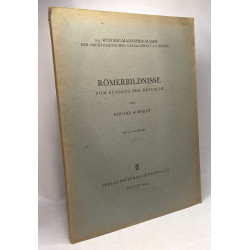 WINCKELMANNSPROGRAMM
DER ARCHÄOLOGISCHEN GESELLSCHAFT ZU BERLIN
RÖMERBILDNISSE
VOM AUSGANG DER REPUBLIK
VON
EDUARD SCHMIDT
VERLAG WALTER DE GRUYTER & CO.